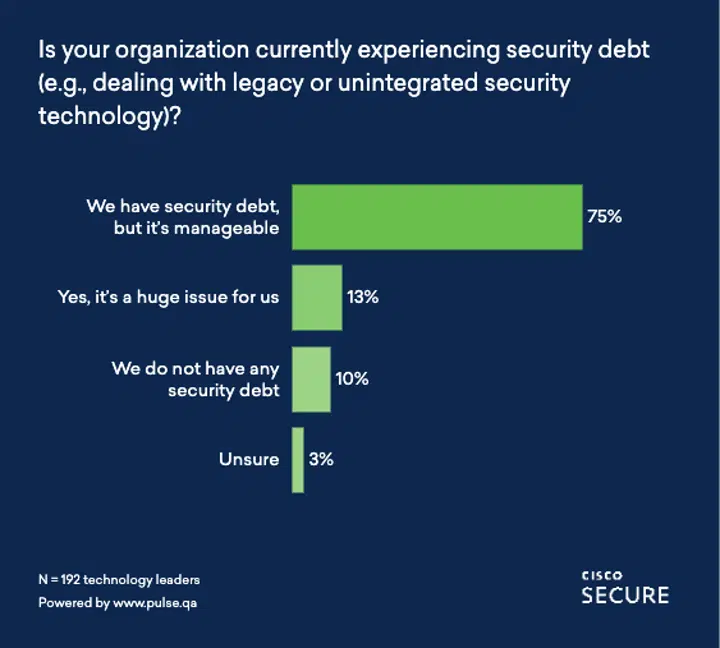 Is your organization currently experiencing security debt
(e.g., dealing with legacy or unintegrated security
technology)?
We have security debt,
but it's manageable
75%
Yes, it's a huge issue for us
13%
We do not have any
security debt
10%
Unsure
3%
N = 192 technology leaders
Powered by www.pulse.qa
CISCO
SECURE